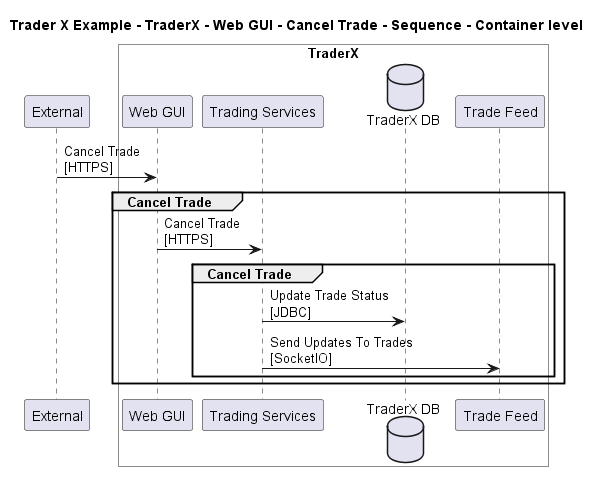 Trader X Example - TraderX - Web GUI - Cancel Trade - Sequence - Container level
TraderX
External
Web GUI
Trading Services
TraderX DB
Trade Feed
Cancel Trade
[HTTPS]
Cancel Trade
Cancel Trade
[HTTPS]
Cancel Trade
Update Trade Status
[JDBC]
Send Updates To Trades
[SocketIO]
External
Web GUI
Trading Services
TraderX DB
Trade Feed